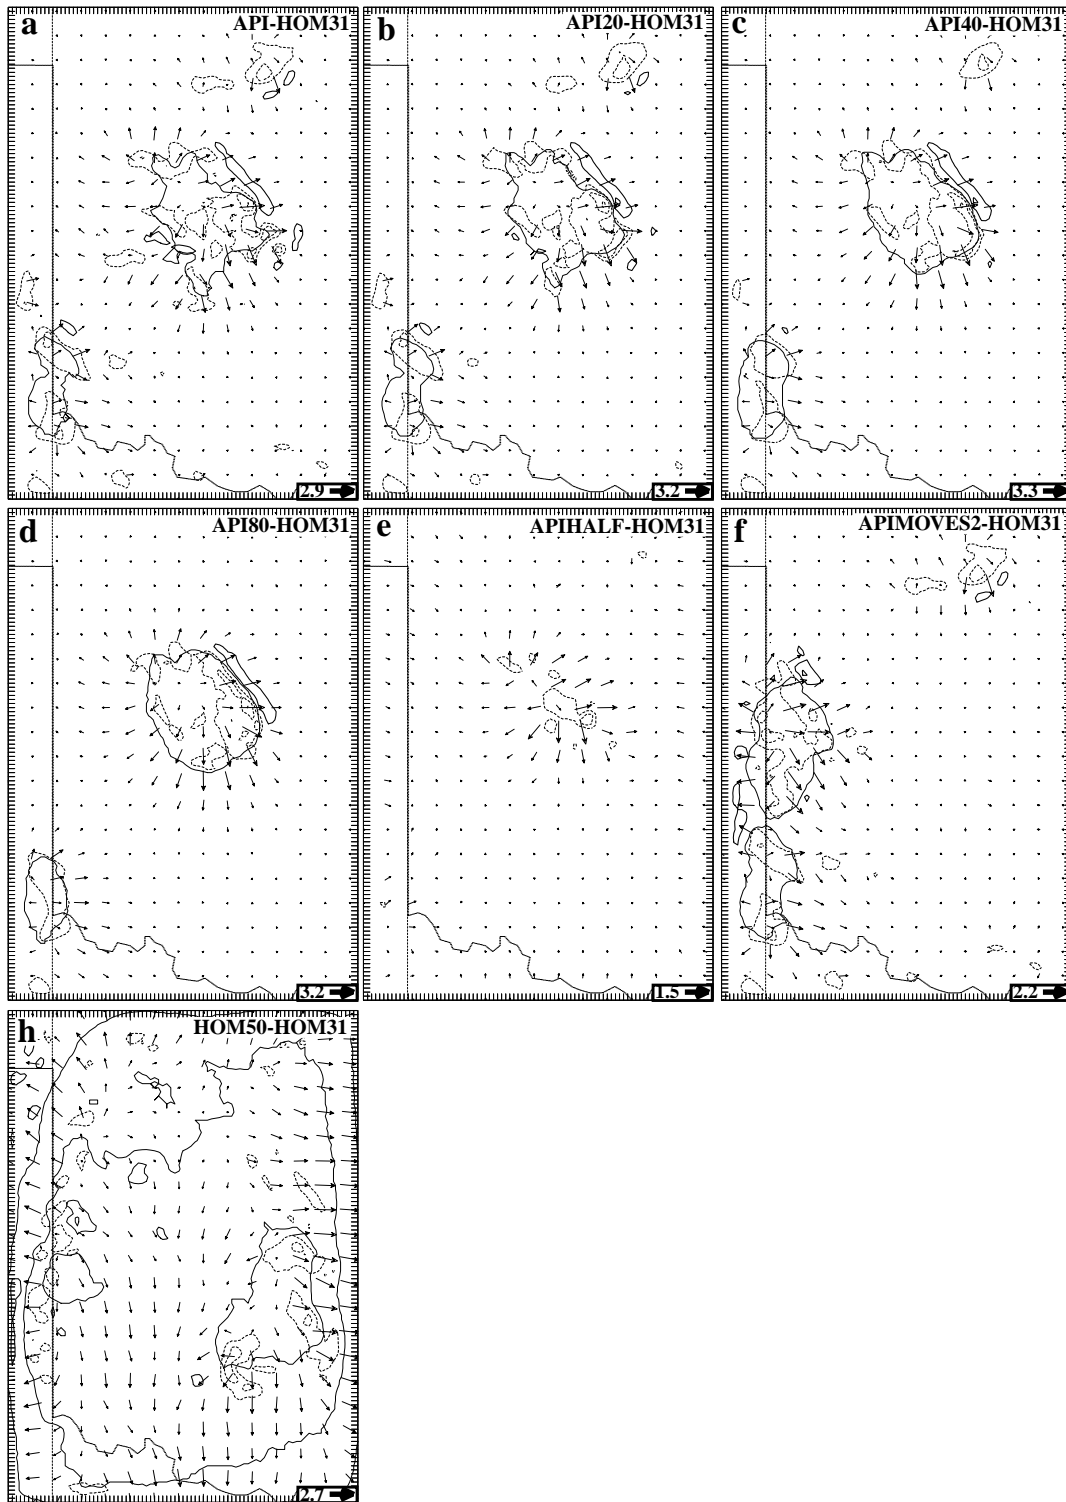 a API-HOM31
2.9
b API20-HOM31
3.2
c API40-HOM31
3.3
d API80-HOM31
3.2
e APIHALF-HOM31
1.5
f APIMOVES2-HOM31
2.2
h HOM50-HOM31
2.7